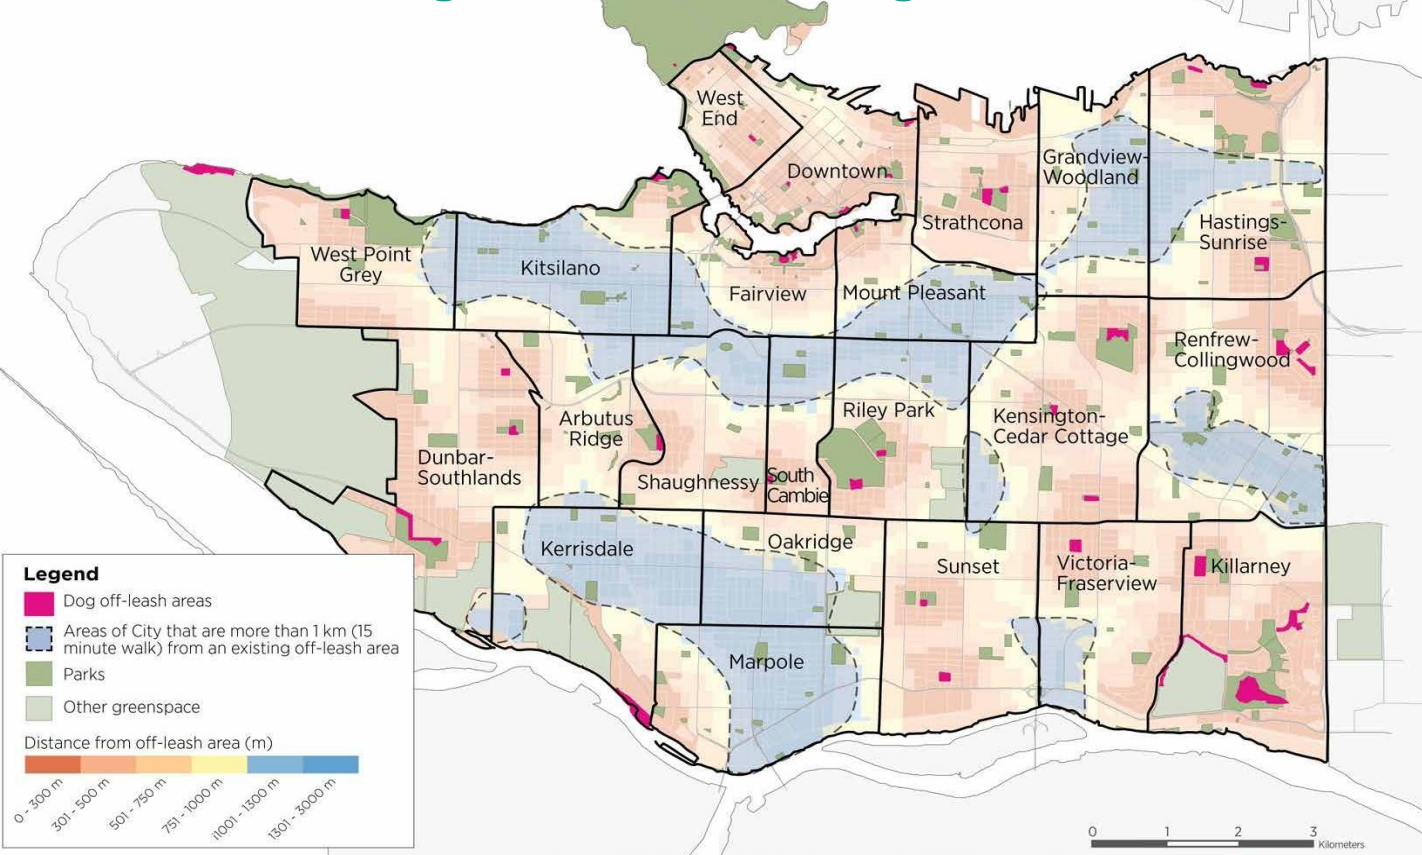 West
End
Downtown
Grandview-
Woodland
Strathcona
Hastings-
Sunrise
West Point
Grey
Kitsilano
Fairview
Mount Pleasant
Renfrew-
Collingwood
Arbutus
Ridge
Riley Park
Kensington-
Cedar Cottage
Dunbar-
Southlands
Shaughnessy
South
Cambie
Kerrisdale
Oakridge
Sunset
Victoria-
Fraserview
Killarney
Marpole
Legend
Dog off-leash areas
Areas of City that are more than 1 km (15
minute walk) from an existing off-leash area
Parks
Other greenspace
Distance from off-leash area (m)
0 - 300 m
301 - 500 m
501 - 750 m
751 - 1000 m
i1001 - 1300 m
1301 - 3000 m
0 1 2 3
Kilometers